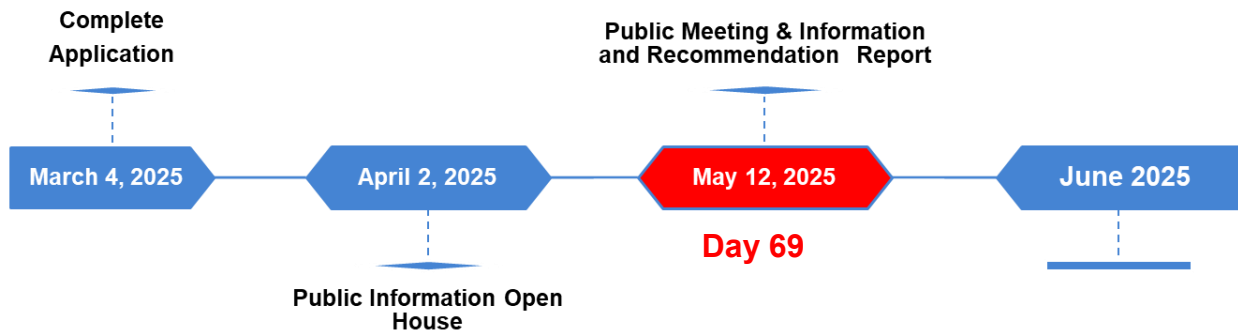 Complete
Application
Public Meeting & Information
and Recommendation Report
March 4, 2025
April 2, 2025
May 12, 2025
June 2025
Day 69
Public Information Open
House